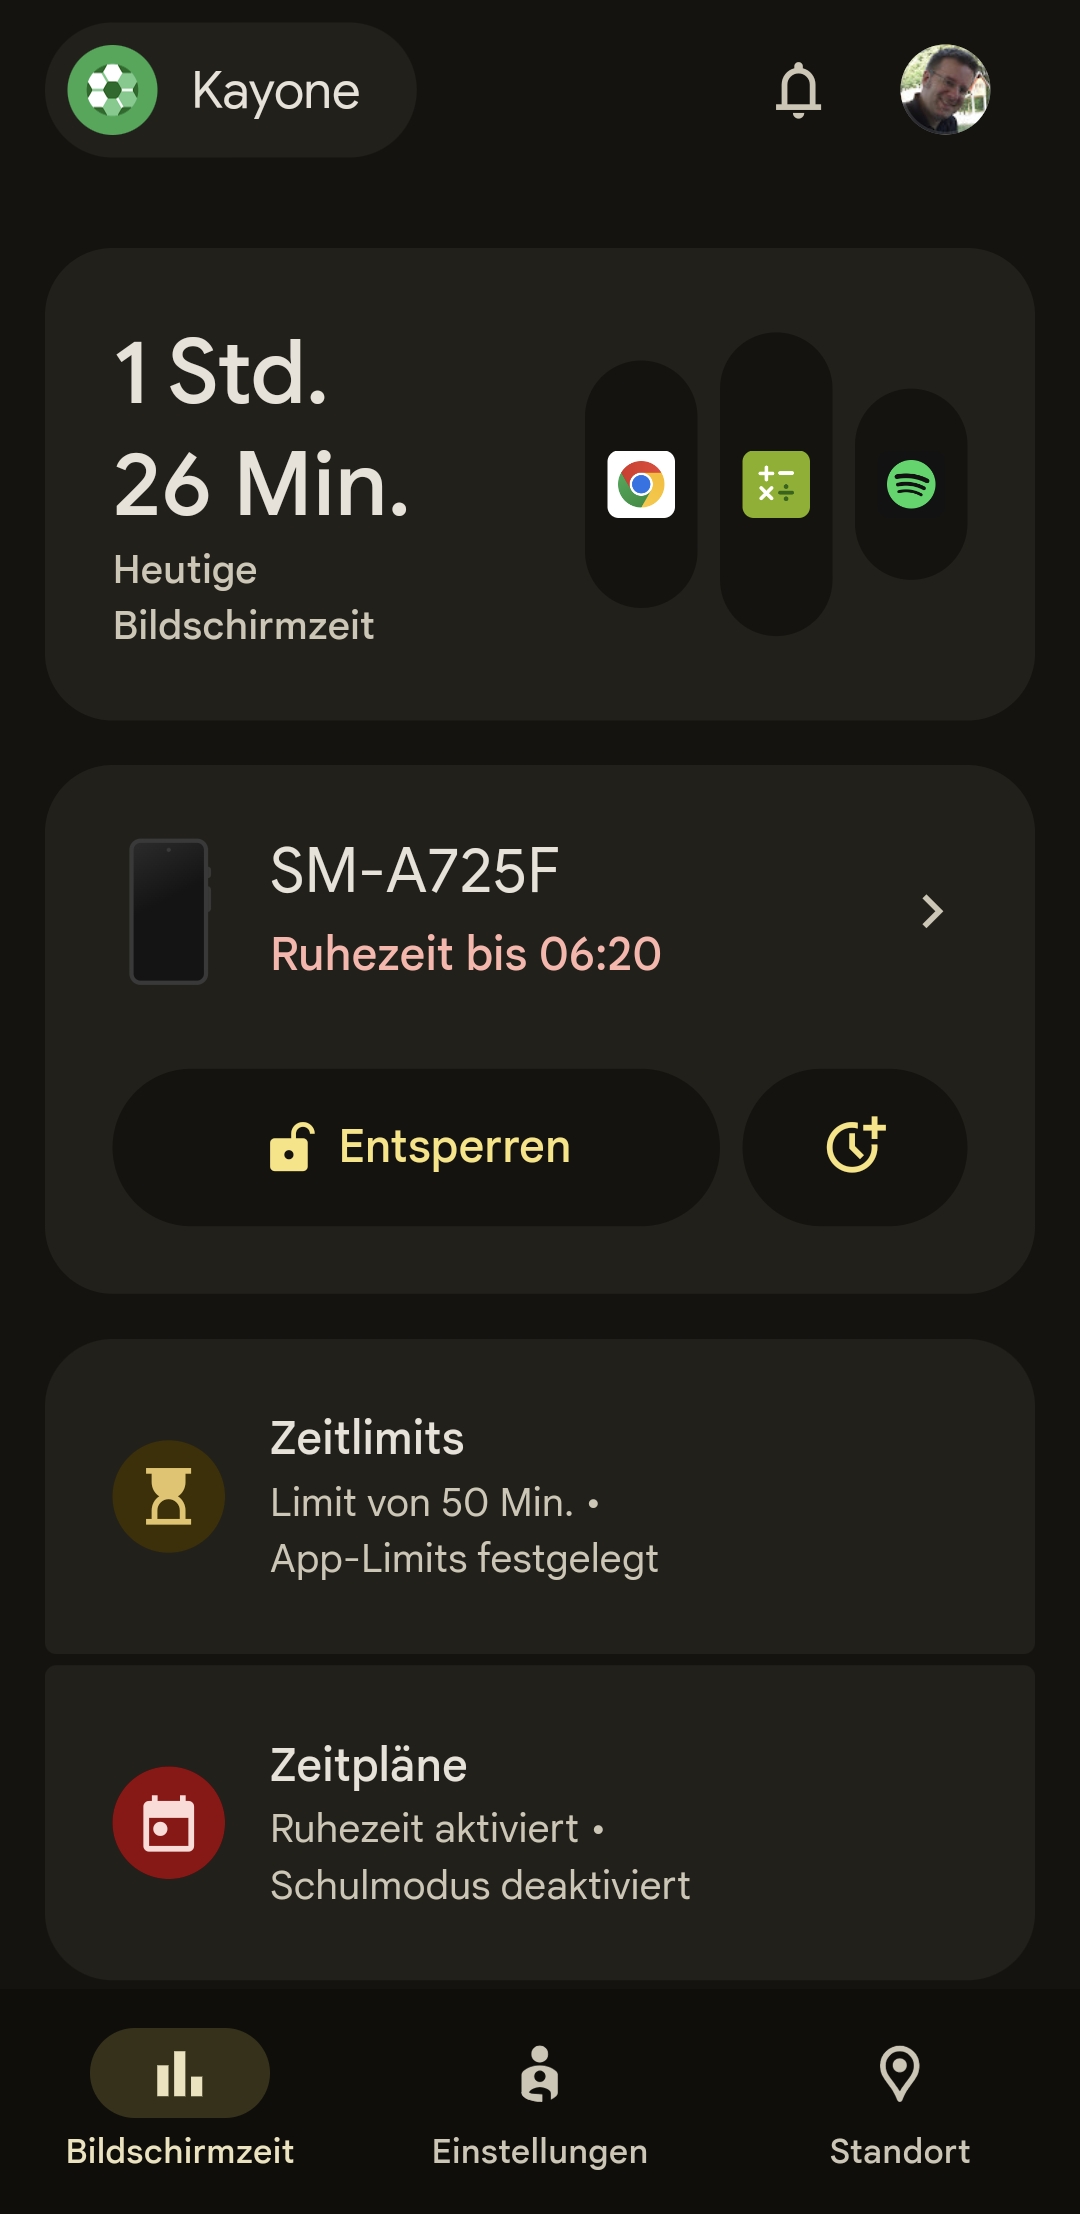 Kayone
1 Std.
26 Min.
Heutige
Bildschirmzeit
SM-A725F
Ruhezeit bis 06:20
Entsperren
Zeitlimits
Limit von 50 Min. •
App-Limits festgelegt
Zeitpläne
Ruhezeit aktiviert •
Schulmodus deaktiviert
Bildschirmzeit
Einstellungen
Standort